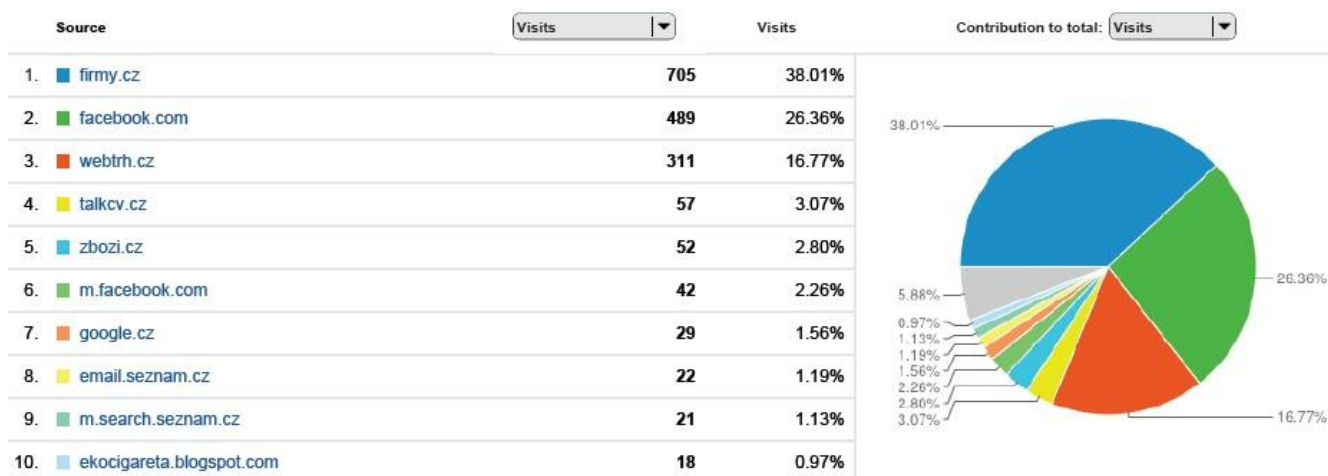 Source Visits Visits Contribution to total: Visits
1. firmy.cz 705 38.01%
2. facebook.com 489 26.36%
3. webtrh.cz 311 16.77%
4. talkcv.cz 57 3.07%
5. zbozi.cz 52 2.80%
6. m.facebook.com 42 2.26%
7. google.cz 29 1.56%
8. email.seznam.cz 22 1.19%
9. m.search.seznam.cz 21 1.13%
10. ekocigareta.blogspot.com 18 0.97%
38.01%
26.36%
5.88%
0.97%
1.13%
1.19%
1.56%
2.26%
2.80%
3.07%
16.77%